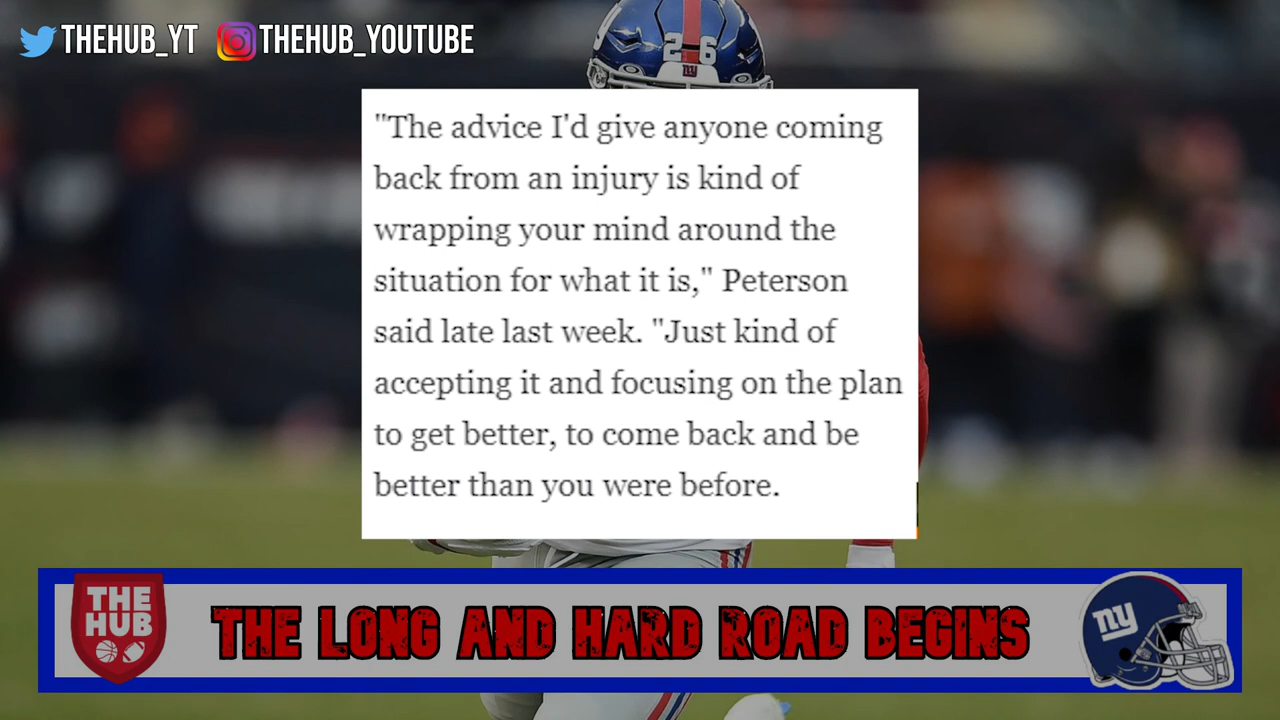 THEHUB_YT THEHUB_YOUTUBE
26
ny
"The advice I'd give anyone coming
back from an injury is kind of
wrapping your mind around the
situation for what it is," Peterson
said late last week. "Just kind of
accepting it and focusing on the plan
to get better, to come back and be
better than you were before.
THE
HUB
THE LONG AND HARD ROAD BEGINS
ny